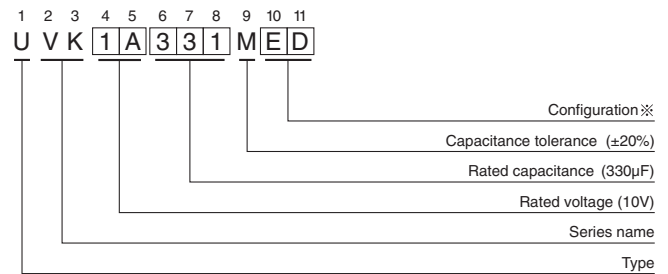 1 2 3 4 5 6 7 8 9 10 11
U V K 1 A 3 3 1 M E D
Configuration※
Capacitance tolerance (±20%)
Rated capacitance (330µF)
Rated voltage (10V)
Series name
Type